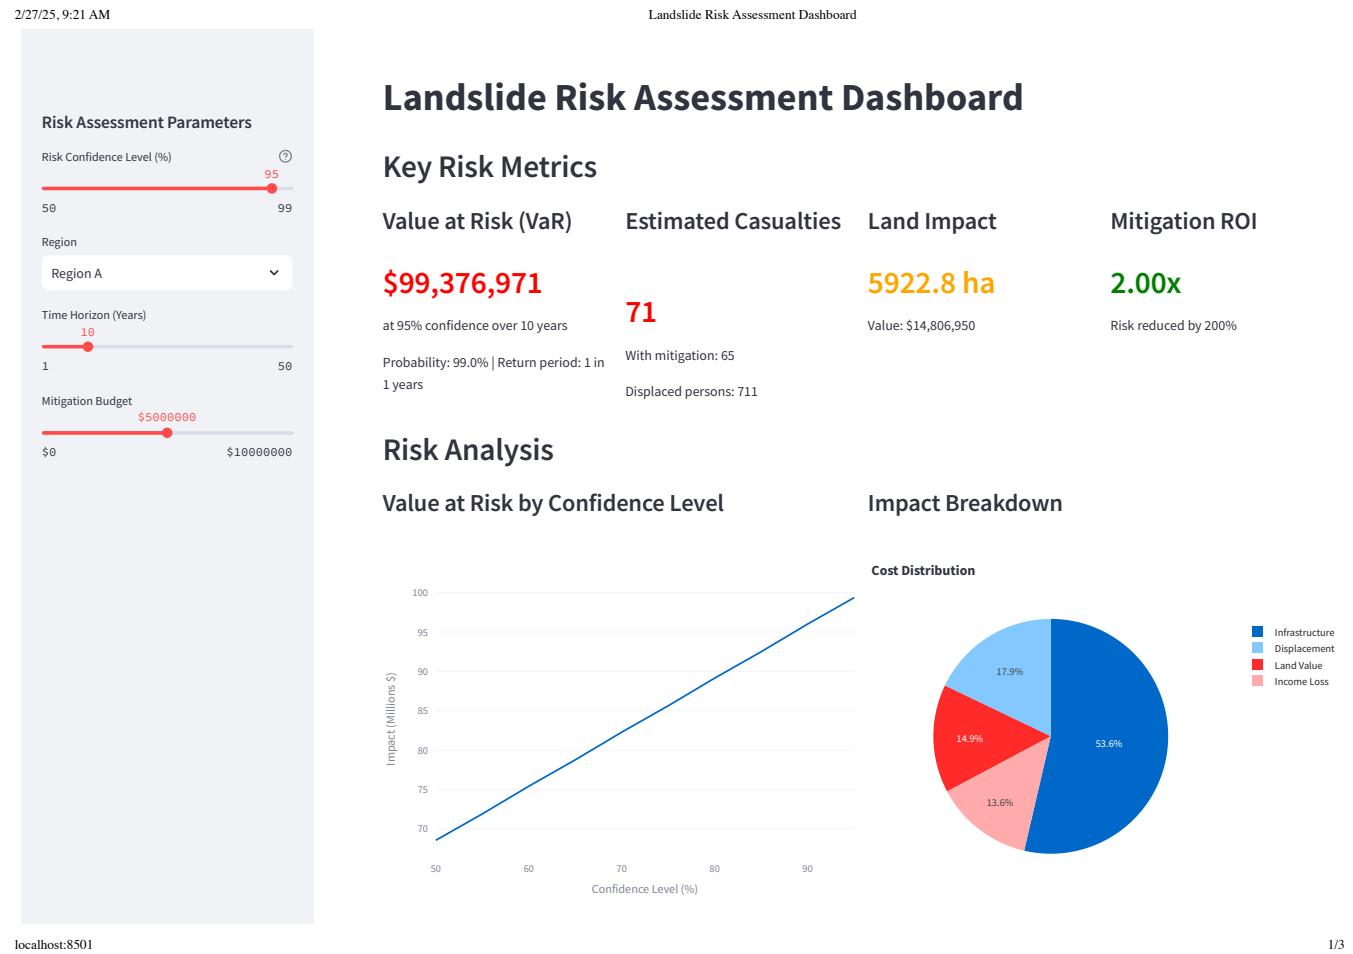 2/27/25, 9:21 AM
Landslide Risk Assessment Dashboard
Risk Assessment Parameters
Risk Confidence Level (%)
95
50
99
Region
Region A
Time Horizon (Years)
10
1
50
Mitigation Budget
$5000000
$0
$10000000
Landslide Risk Assessment Dashboard
Key Risk Metrics
Value at Risk (VaR)
$99,376,971
at 95% confidence over 10 years
Probability: 99.0% | Return period: 1 in
1 years
Estimated Casualties
71
With mitigation: 65
Displaced persons: 711
Land Impact
5922.8 ha
Value: $14,806,950
Mitigation ROI
2.00x
Risk reduced by 200%
Risk Analysis
Value at Risk by Confidence Level
100
95
90
85
80
75
70
Impact (Millions $)
50
60
70
80
90
Confidence Level (%)
Impact Breakdown
Cost Distribution
17.9%
14.9%
53.6%
13.6%
Infrastructure
Displacement
Land Value
Income Loss
localhost:8501
1/3